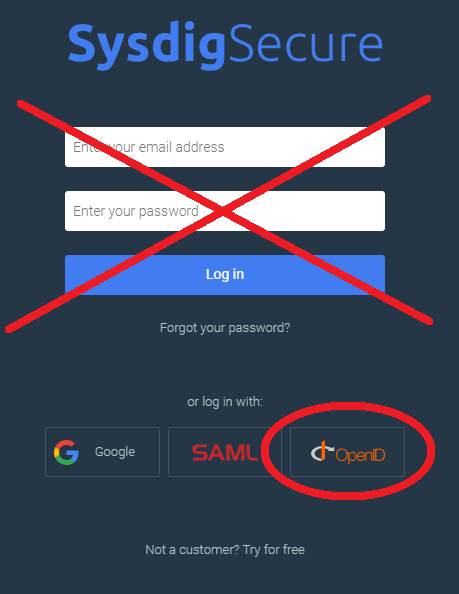 SysdigSecure
Enter your email address
Enter your password
Log in
Forgot your password?
or log in with:
Google
SAML
OpenID
Not a customer? Try for free